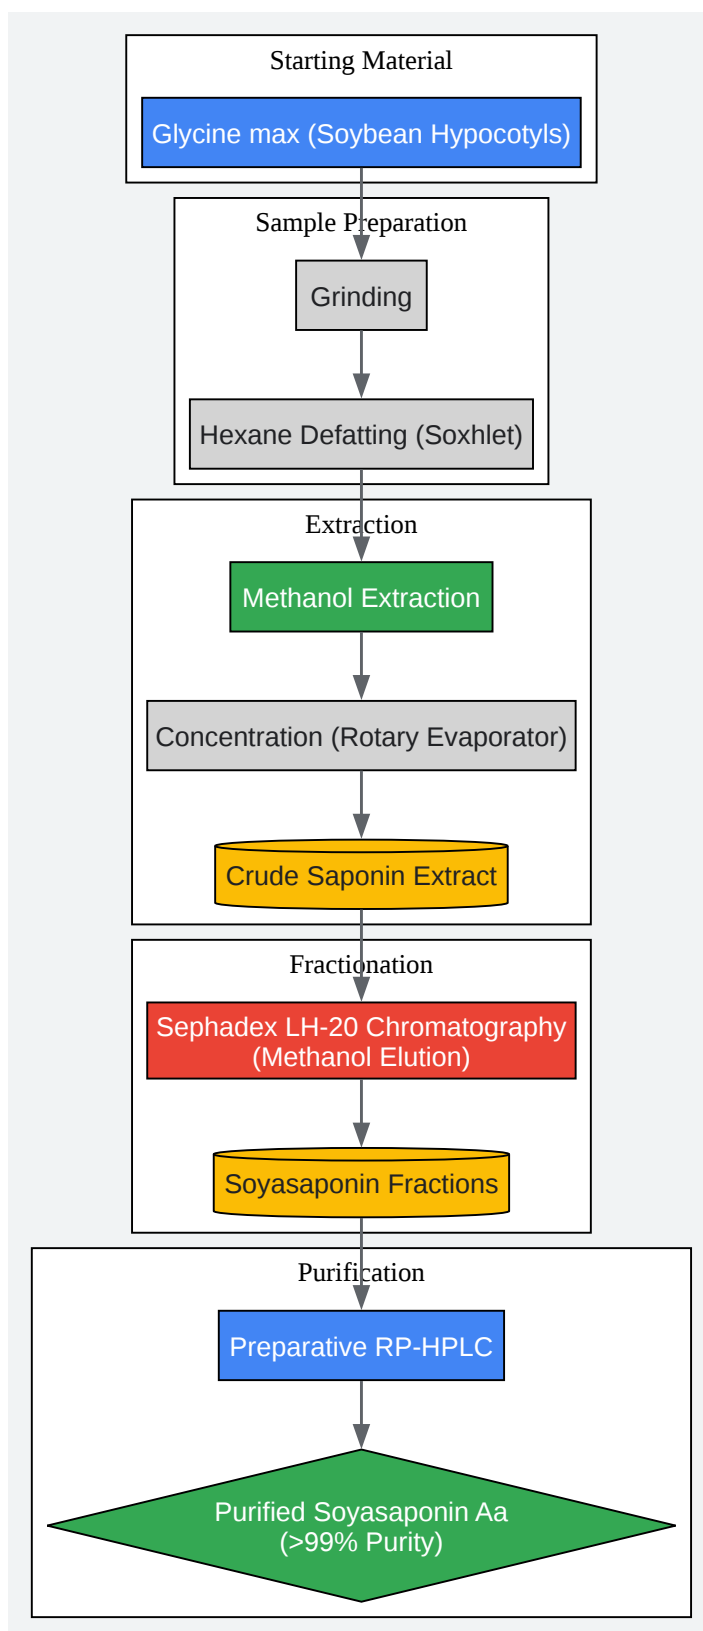 Starting Material
Glycine max (Soybean Hypocotyls)
Sample Preparation
Grinding
Hexane Defatting (Soxhlet)
Extraction
Methanol Extraction
Concentration (Rotary Evaporator)
Crude Saponin Extract
Fractionation
Sephadex LH-20 Chromatography
(Methanol Elution)
Soyasaponin Fractions
Purification
Preparative RP-HPLC
Purified Soyasaponin Aa
(>99% Purity)